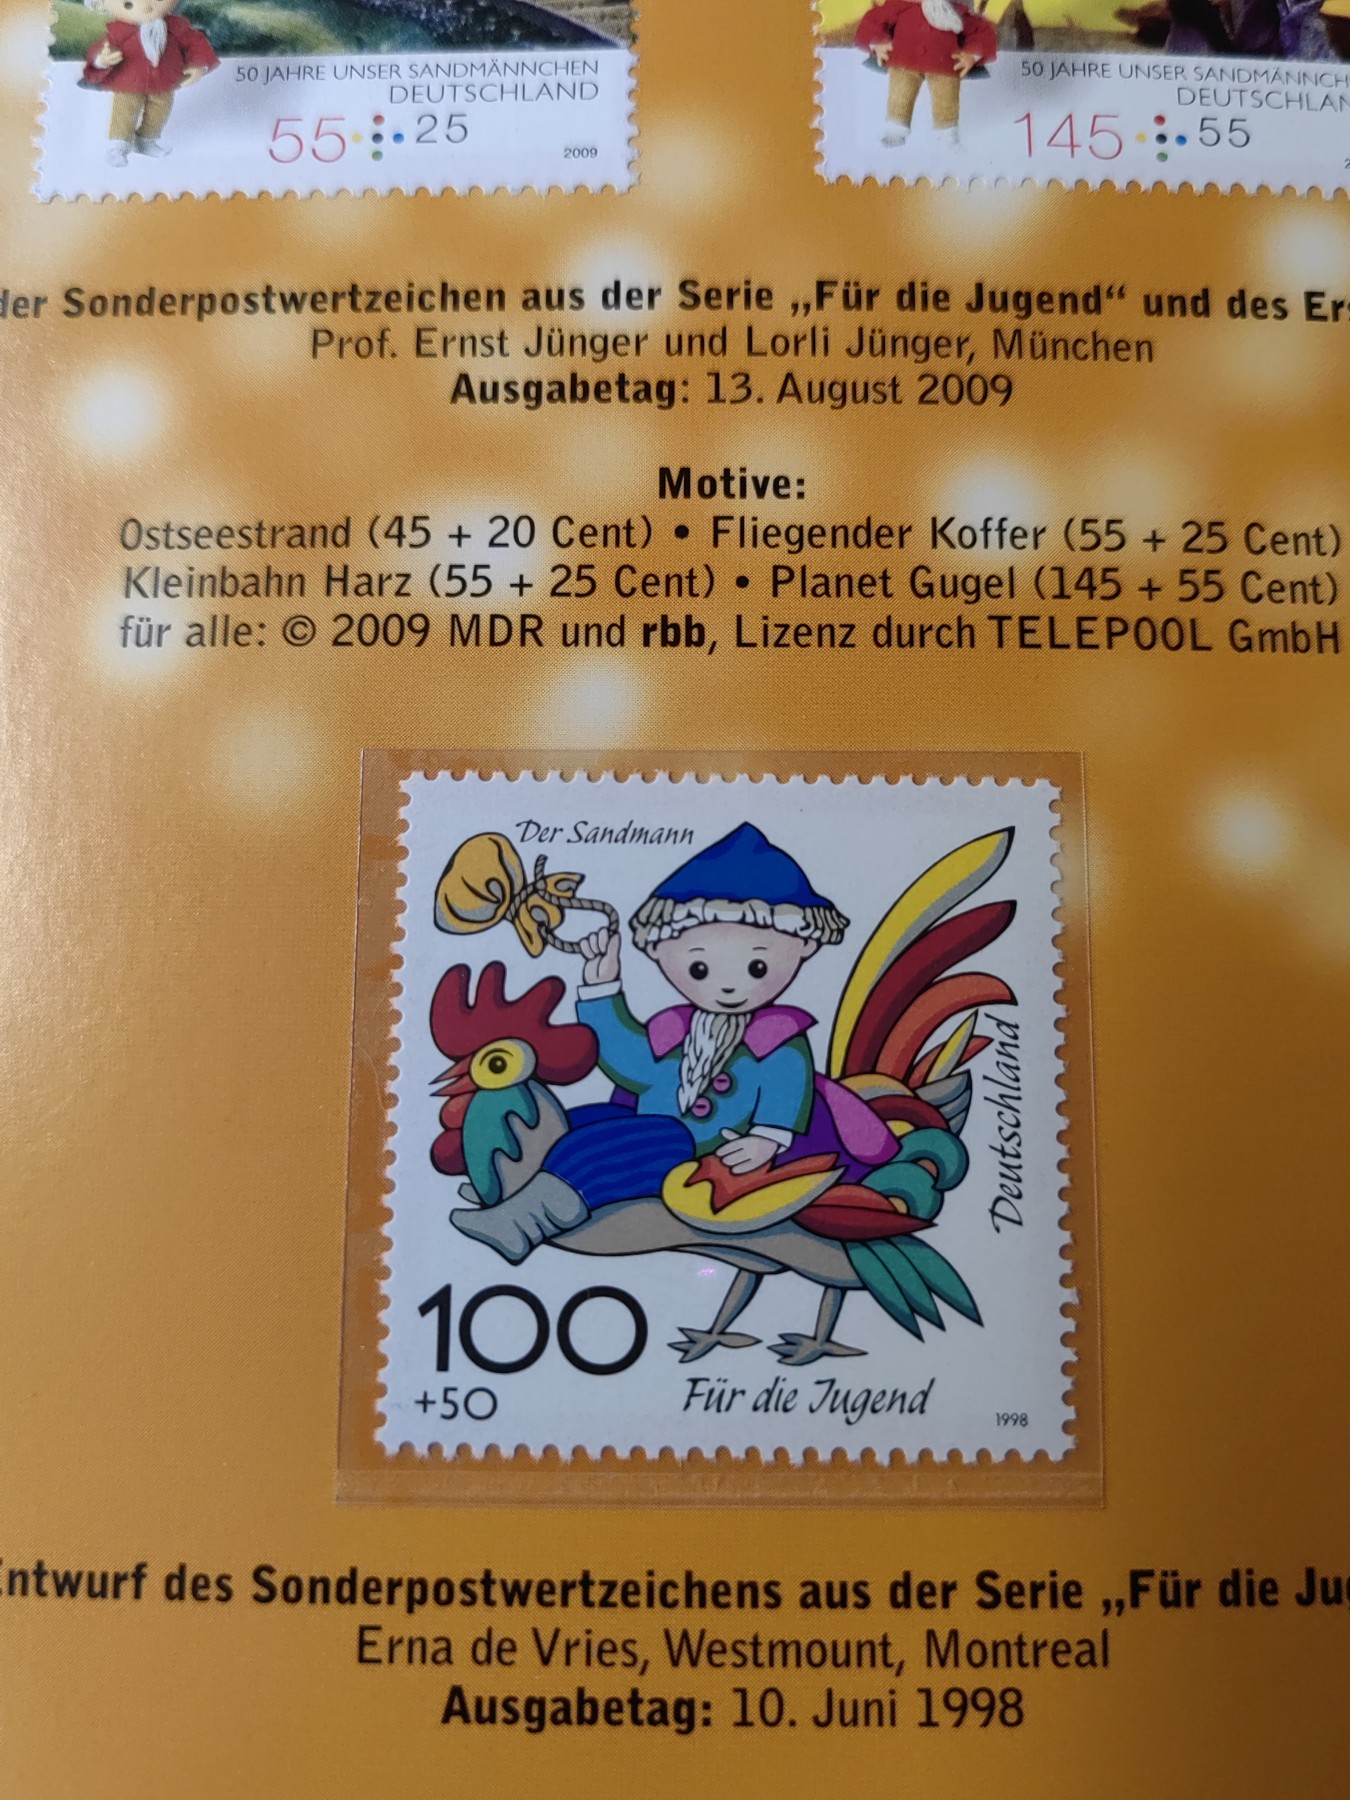 50 JAHRE UNSER SANDMÄNNCHEN
DEUTSCHLAND
55 25
2009
50 JAHRE UNSER
DEUTSCHLAN
145 55
der Sonderpostwertzeichen aus der Serie „Für die Jugend“ und des
Prof. Ernst Jünger und Lorli Jünger, München
Ausgabetag: 13. August 2009
Motive:
Ostseestrand (45 + 20 Cent) • Fliegender Koffer (55 + 25 Cent)
Kleinbahn Harz (55 + 25 Cent) • Planet Gugel (145 + 55 Cent)
für alle: © 2009 MDR und rbb, Lizenz durch TELEPOOL GmbH
Der Sandmann
Deutschland
100
+50
Für die Jugend
1998
Entwurf des Sonderpostwertzeichens aus der Serie „Für die
Erna de Vries, Westmount, Montreal
Ausgabetag: 10. Juni 1998